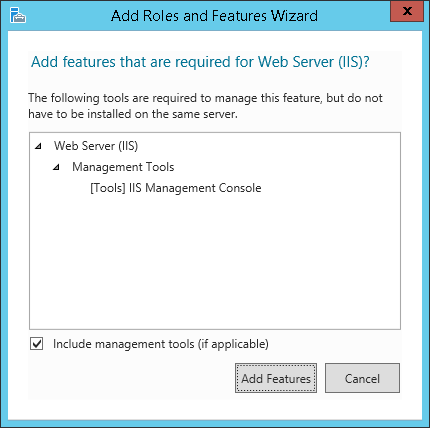 Add Roles and Features Wizard
x
Add features that are required for Web Server (IIS)?
The following tools are required to manage this feature, but do not
have to be installed on the same server.
Web Server (IIS)
Management Tools
[Tools] IIS Management Console
Include management tools (if applicable)
Add Features
Cancel